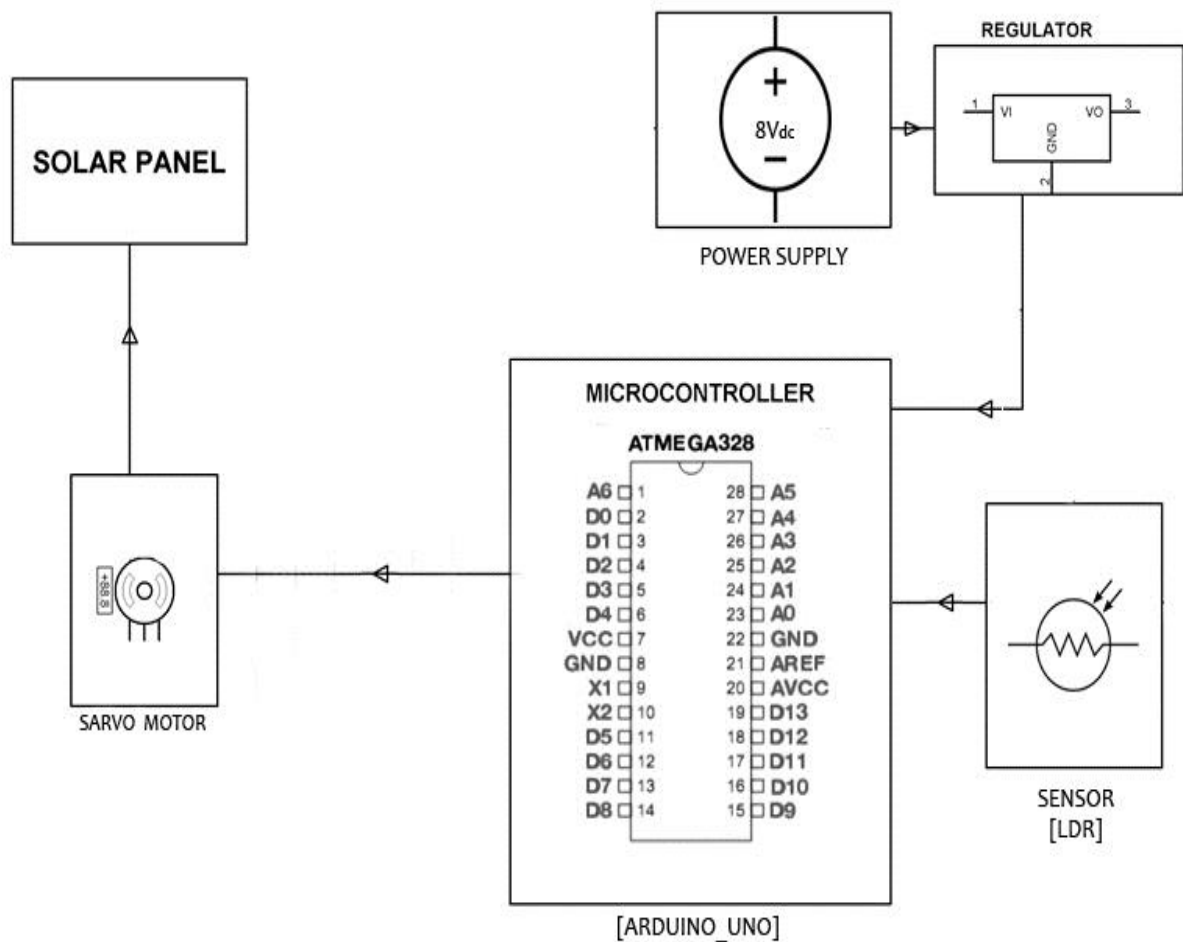 REGULATOR
1 VI VO 3
GND
2
+
8Vdc
−
POWER SUPPLY
SOLAR PANEL
MICROCONTROLLER
ATMEGA328
A6 1 28 A5
D0 2 27 A4
D1 3 26 A3
D2 4 25 A2
D3 5 24 A1
D4 6 23 A0
VCC 7 22 GND
GND 8 21 AREF
X1 9 20 AVCC
X2 10 19 D13
D5 11 18 D12
D6 12 17 D11
D7 13 16 D10
D8 14 15 D9
[ARDUINO_UNO]
+88.8
SARVO MOTOR
SENSOR
[LDR]